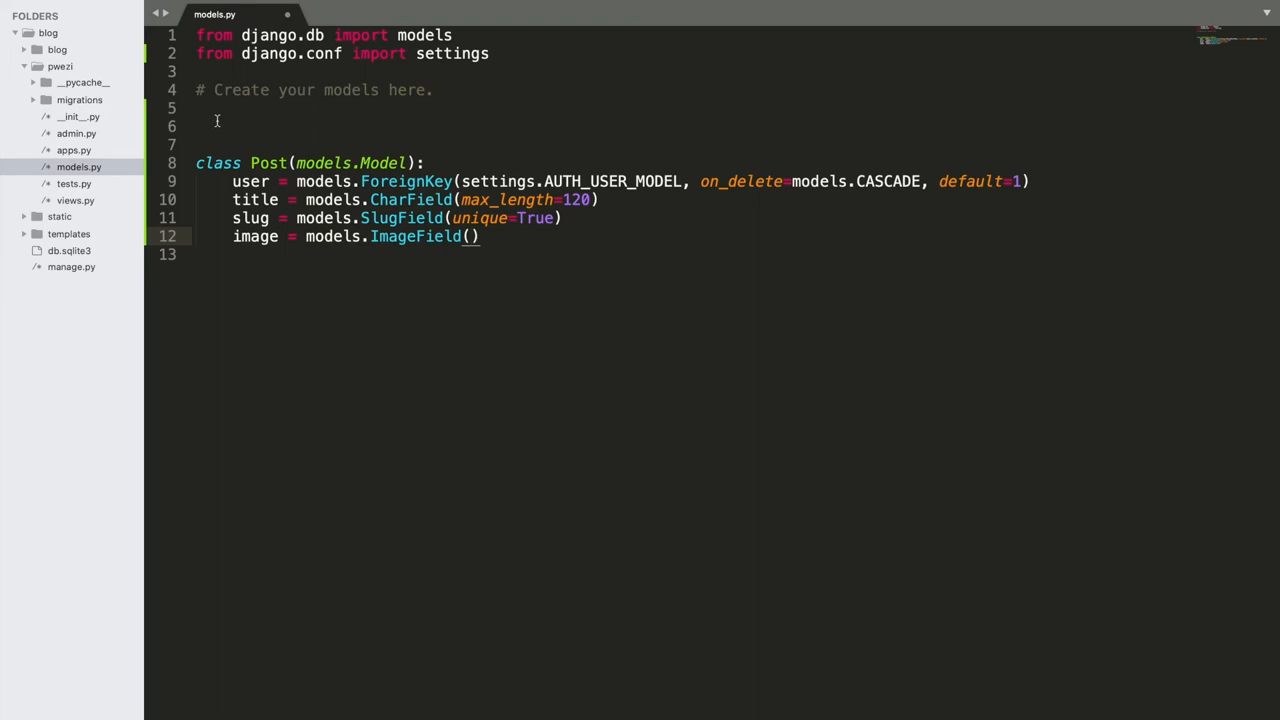 FOLDERS
blog
blog
pwezi
__pycache__
migrations
/* __init__.py
/* admin.py
/* apps.py
/* models.py
/* tests.py
/* views.py
static
templates
db.sqlite3
/* manage.py
models.py
1 from django.db import models
2 from django.conf import settings
3
4 # Create your models here.
5
6
7
8 class Post(models.Model):
9 user = models.ForeignKey(settings.AUTH_USER_MODEL, on_delete=models.CASCADE, default=1)
10 title = models.CharField(max_length=120)
11 slug = models.SlugField(unique=True)
12 image = models.ImageField()
13